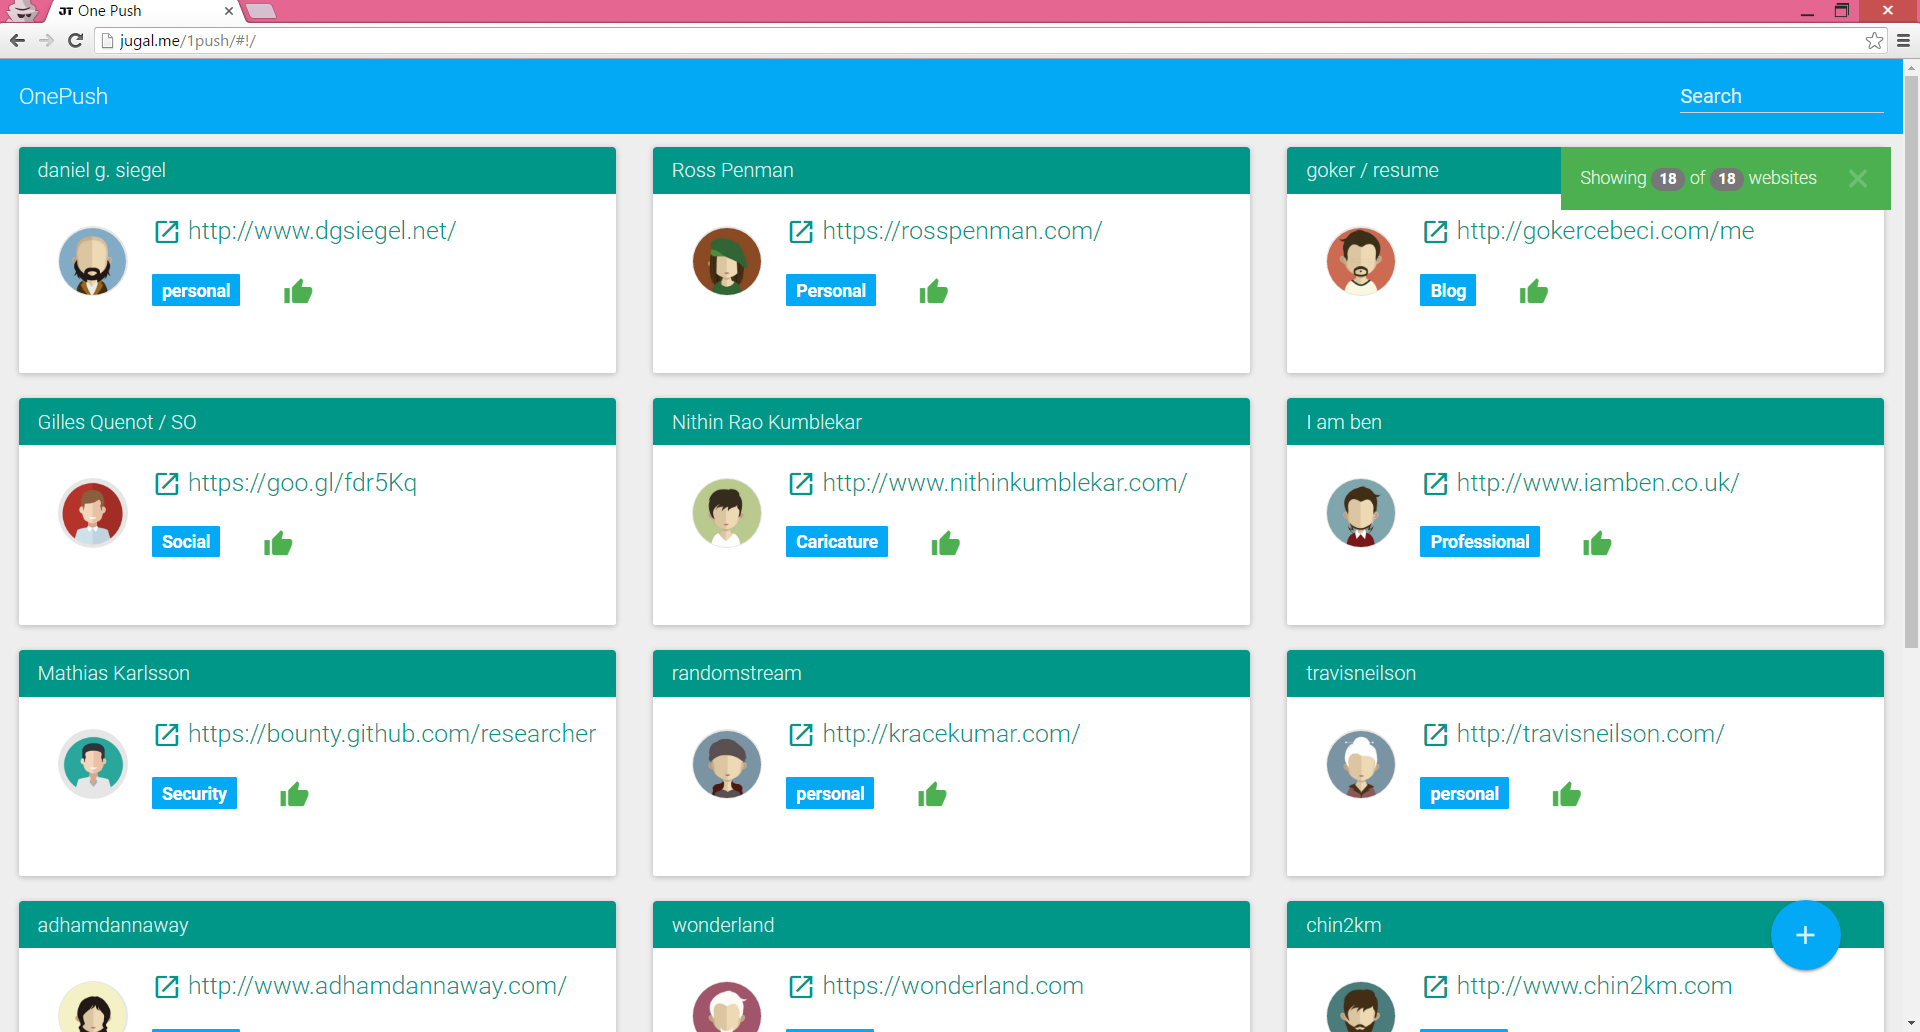 JT One Push
jugal.me/1push/#!/
OnePush
Search
Showing 18 of 18 websites
daniel g. siegel
http://www.dgsiegel.net/
personal
Ross Penman
https://rosspenman.com/
Personal
goker / resume
http://gokercebeci.com/me
Blog
Gilles Quenot / SO
https://goo.gl/fdr5Kq
Social
Nithin Rao Kumblekar
http://www.nithinkumblekar.com/
Caricature
I am ben
http://www.iamben.co.uk/
Professional
Mathias Karlsson
https://bounty.github.com/researcher
Security
randomstream
http://kracekumar.com/
personal
travisneilson
http://travisneilson.com/
personal
adhamdannaway
http://www.adhamdannaway.com/
wonderland
https://wonderland.com
chin2km
http://www.chin2km.com